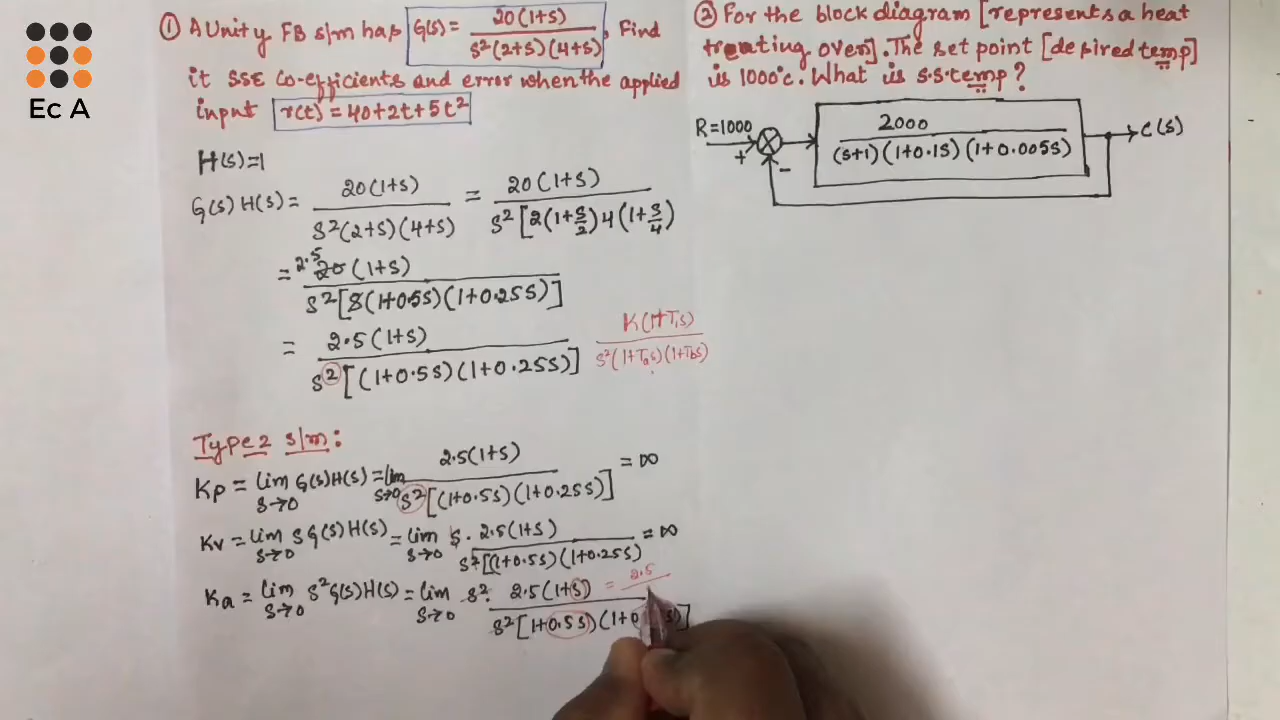 Ec A
① A Unity FB s/m has G(s) = 20(1+s) / s²(2+s)(4+s). Find
it SSE Co-efficients and error when the applied
input r(t) = 40+2t+5t²
H(s)=1
G(s) H(s) = 20(1+s) / s²(2+s)(4+s) = 20(1+s) / s²[2(1+s/2)4(1+s/4)
= 2.5 20(1+s) / s²[8(1+0.5s)(1+0.25s)]
= 2.5(1+s) / s²[(1+0.5s)(1+0.25s)] K(1+T₁s) / s²(1+Tas)(1+Tbs)
Type 2 s/m:
Kp = lim s→0 G(s)H(s) = lim s→0 2.5(1+s) / s²[(1+0.5s)(1+0.25s)] = ∞
Kv = lim s→0 sG(s)H(s) = lim s→0 s. 2.5(1+s) / s²[(1+0.5s)(1+0.25s) = ∞
Ka = lim s→0 s²G(s)H(s) = lim s→0 s². 2.5(1+s) / s²[1+0.5s)(1+0 s)] = 2.5
② For the block diagram [represents a heat
treating oven]. The set point [desired temp]
is 1000°c. What is s.s.temp?
R=1000 + - 2000 / (s+1)(1+0.1s)(1+0.005s) C(s)